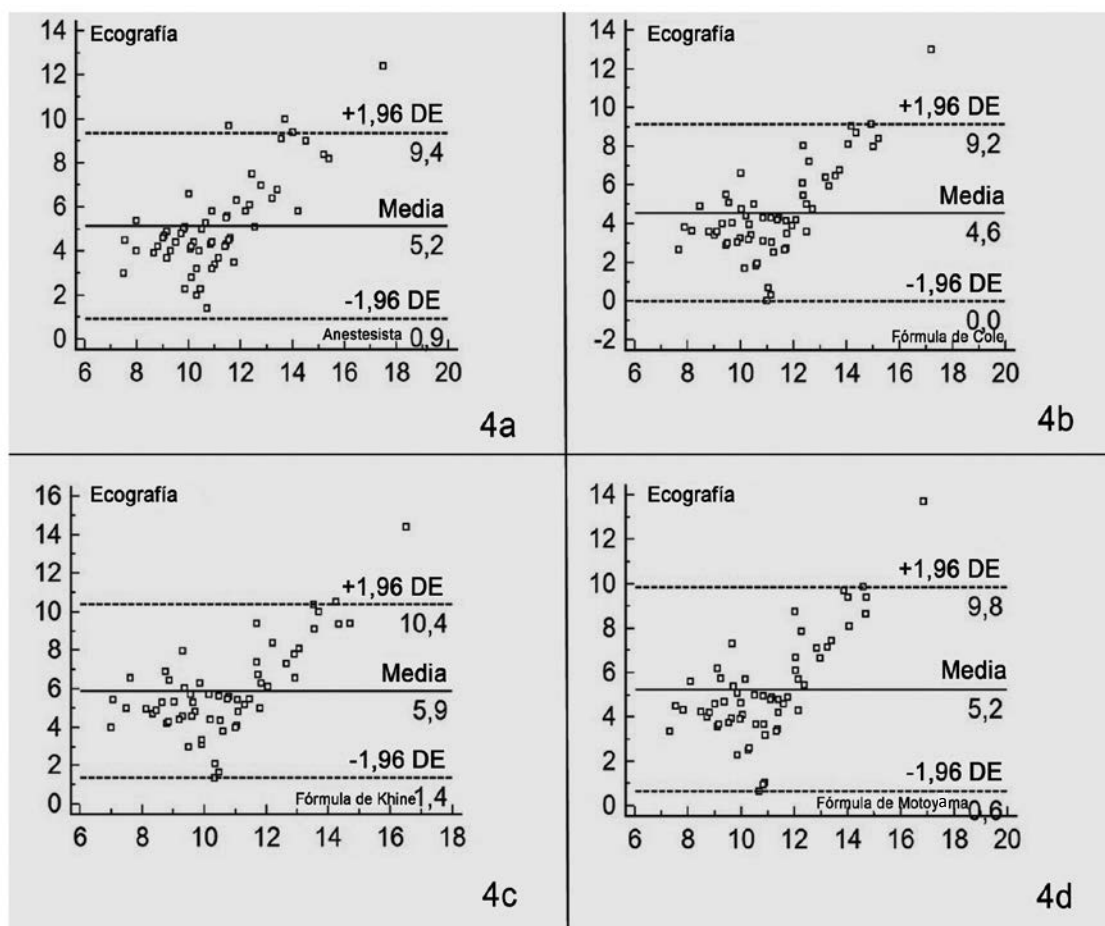 Ecografía
14
12
10
8
6
4
2
0
+1,96 DE
9,4
Media
5,2
-1,96 DE
0,9
Anestesista
6 8 10 12 14 16 18 20
4a
Ecografía
14
12
10
8
6
4
2
0
-2
+1,96 DE
9,2
Media
4,6
-1,96 DE
0,0
Fórmula de Cole
6 8 10 12 14 16 18 20
4b
Ecografía
16
14
12
10
8
6
4
2
0
+1,96 DE
10,4
Media
5,9
-1,96 DE
1,4
Fórmula de Khine
6 8 10 12 14 16 18
4c
Ecografía
14
12
10
8
6
4
2
0
+1,96 DE
9,8
Media
5,2
-1,96 DE
0,6
Fórmula de Motoyama
6 8 10 12 14 16 18 20
4d